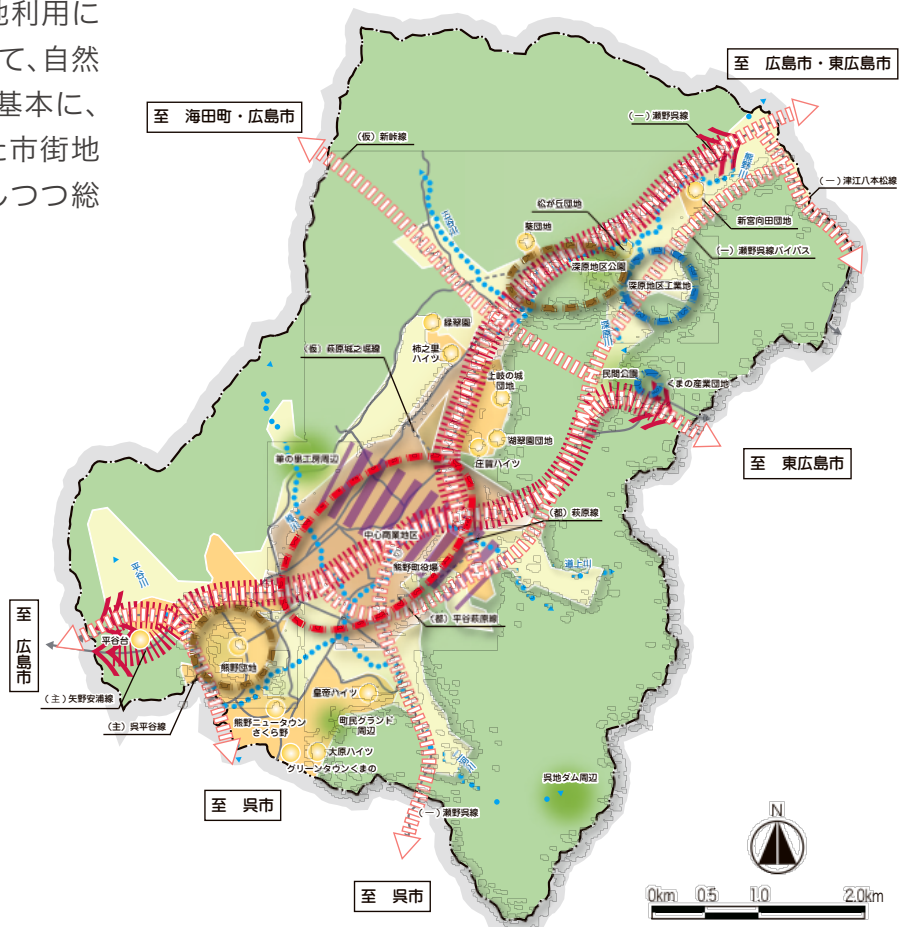 地利用に
て、自然
基本に、
市街地
しつつ総
至 広島市・東広島市
至 海田町・広島市
(一)瀬野呉線
(仮)新峠線
熊野川
(一)津江八本松線
松が丘団地
葵団地
新宮向田団地
(一)瀬野呉線バイパス
深原地区公園
深原地区工業地
緑翠園
(仮)萩原城之堀線
柿之里
ハイツ
民間公園
くまの産業団地
土岐の城
団地
湖翠園団地
庄賀ハイツ
至 東広島市
筆の里工房周辺
(都)萩原線
中心商業地区
熊野町役場
道上川
平谷川
(都)平谷萩原線
至 広島市
平谷台
熊野団地
(主)矢野安浦線
(主)呉平谷線
皇帝ハイツ
熊野ニュータウン
さくら野
町民グランド
周辺
大原ハイツ
グリーンタウンくまの
呉地ダム周辺
至 呉市
(一)瀬野呉線
至 呉市
N
0km 0.5 1.0 2.0km